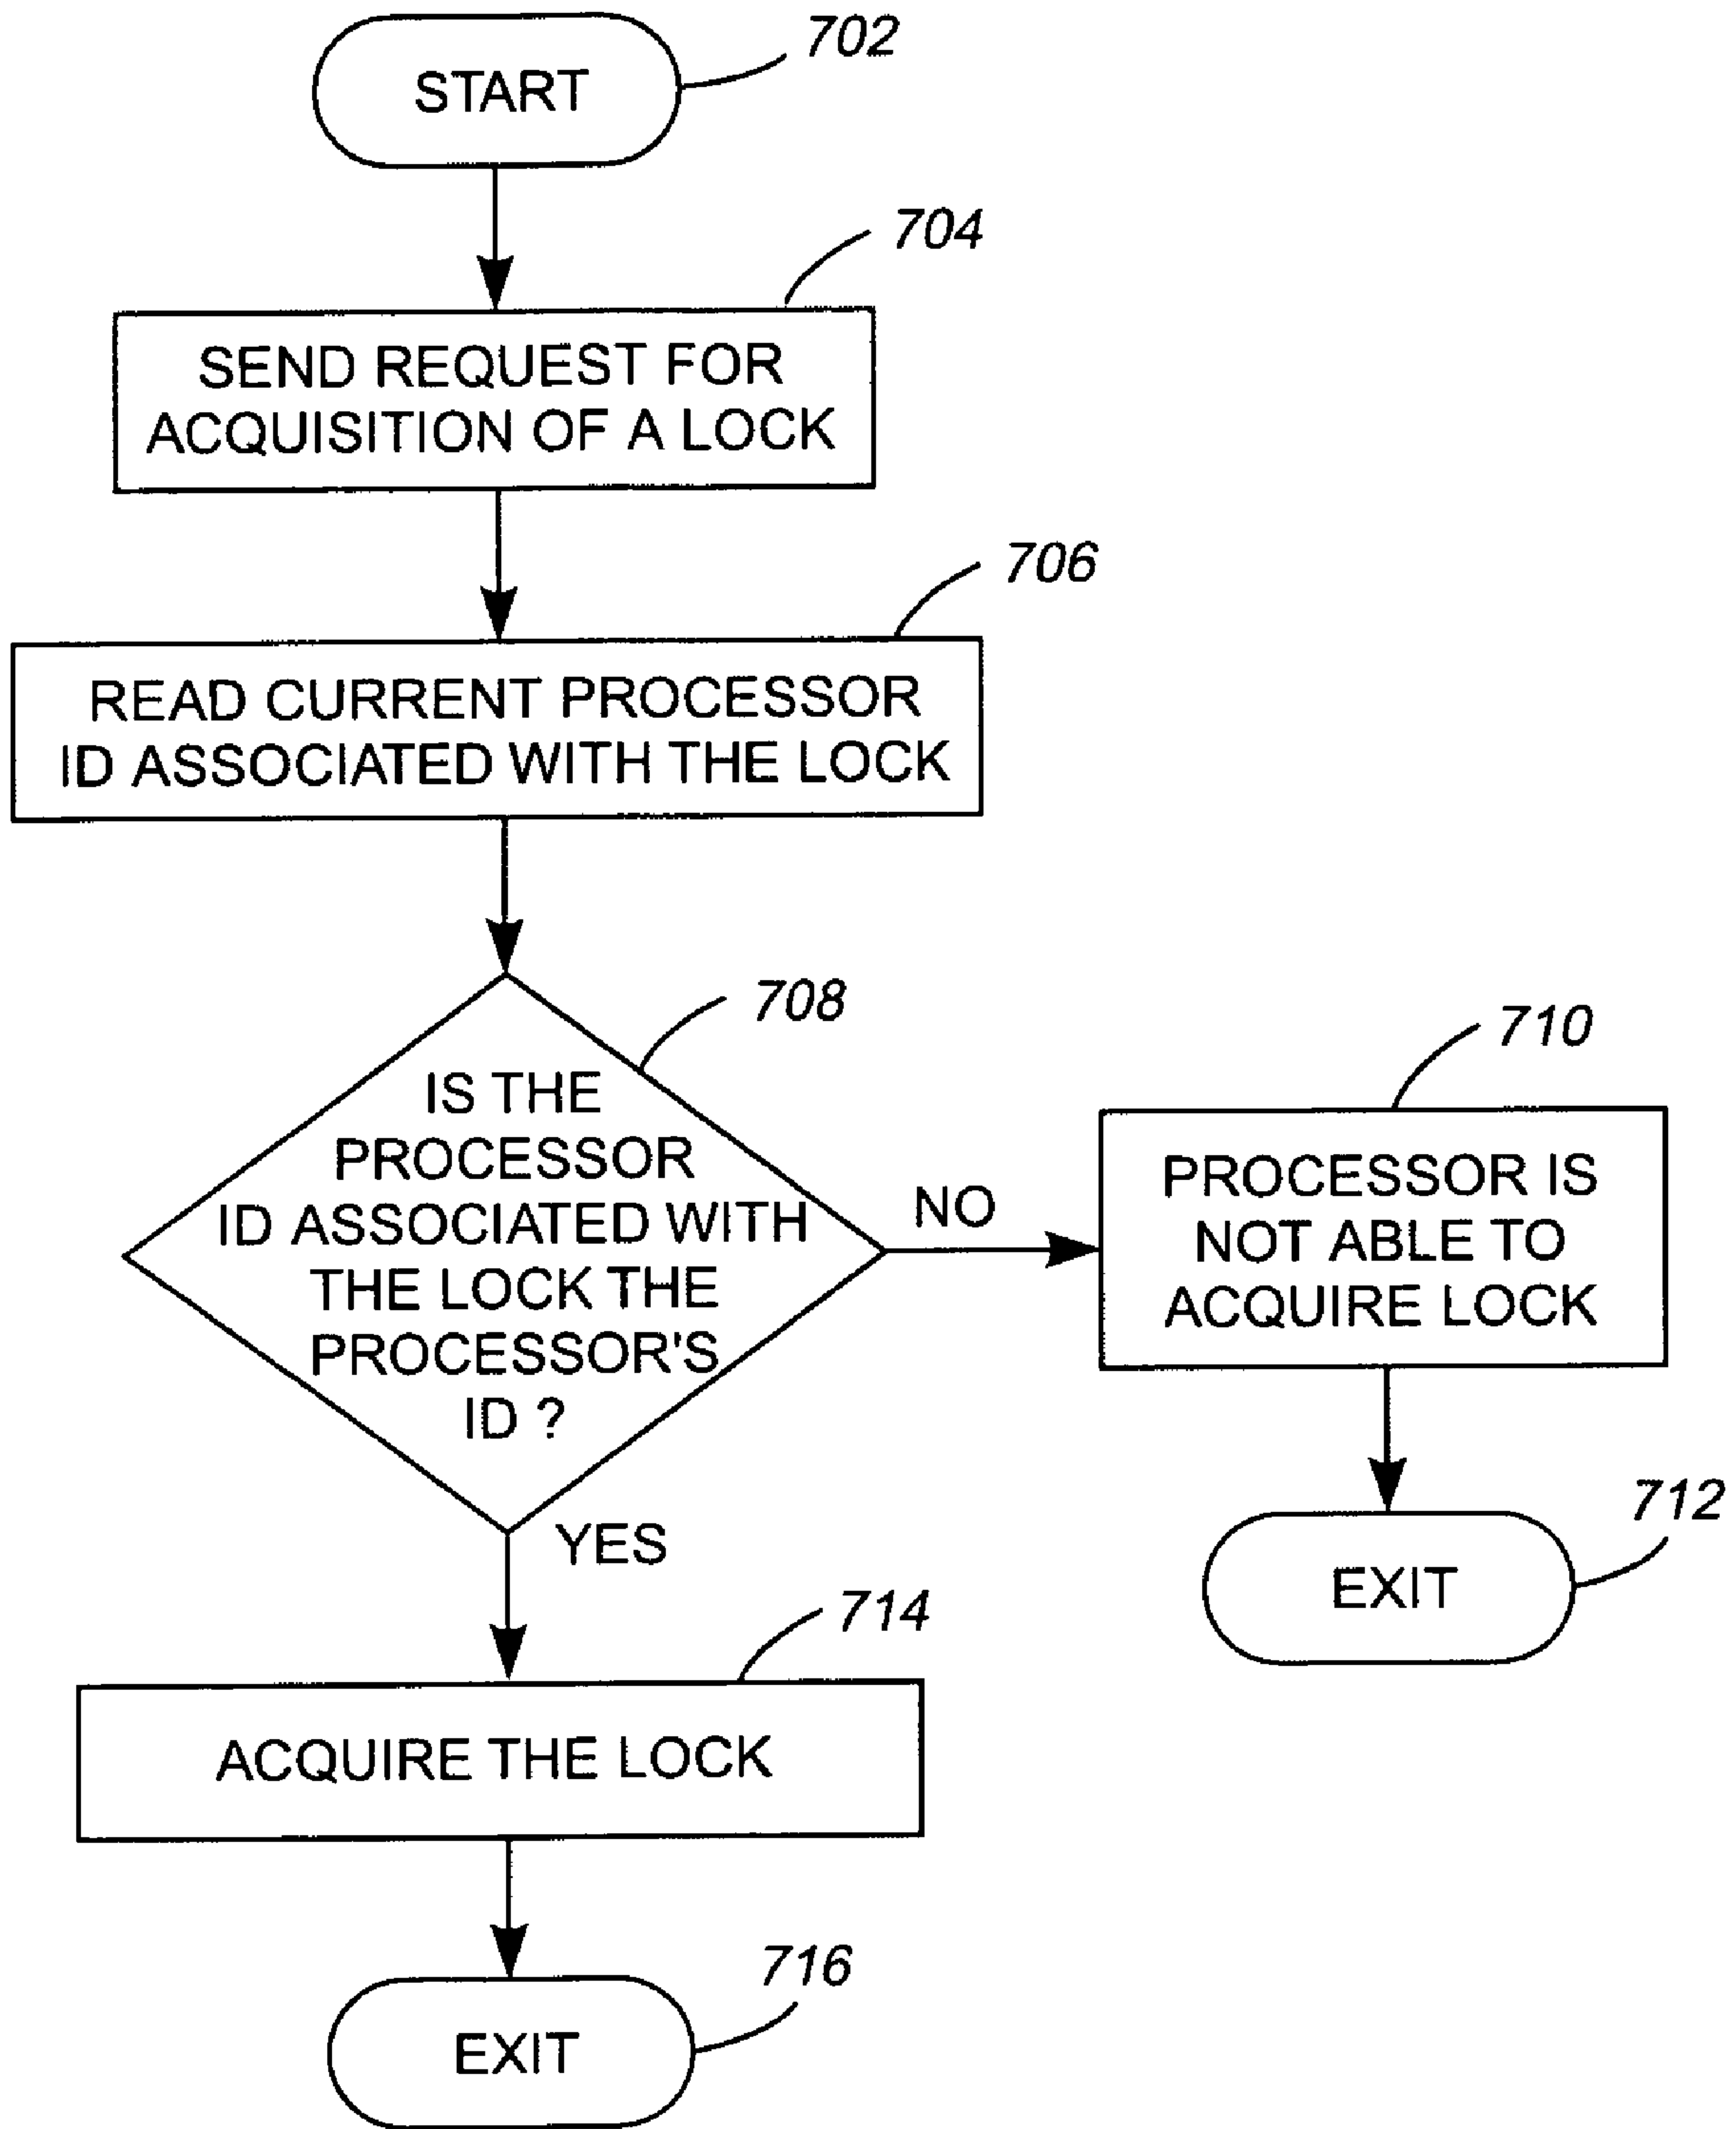 702
START
704
SEND REQUEST FOR
ACQUISITION OF A LOCK
706
READ CURRENT PROCESSOR
ID ASSOCIATED WITH THE LOCK
708
IS THE
PROCESSOR
ID ASSOCIATED WITH
THE LOCK THE
PROCESSOR'S
ID ?
NO
710
PROCESSOR IS
NOT ABLE TO
ACQUIRE LOCK
712
EXIT
YES
714
ACQUIRE THE LOCK
716
EXIT